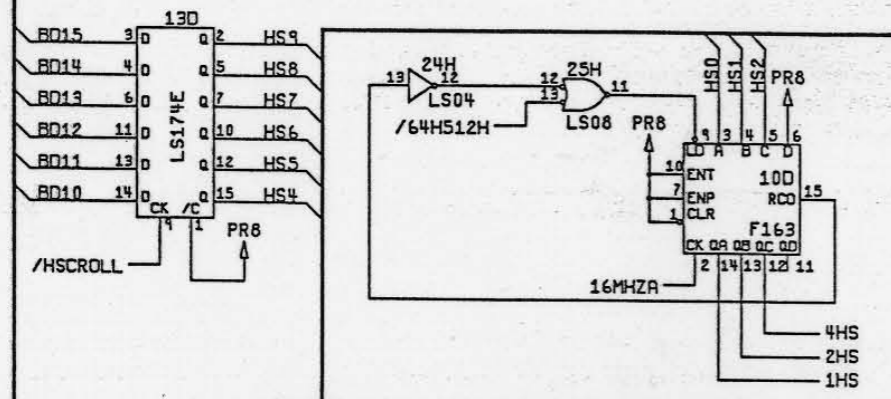 13D
BD15 3 D Q 2 HS9
BD14 4 D Q 5 HS8
BD13 6 D Q 7 HS7
BD12 11 D Q 10 HS6
BD11 13 D Q 12 HS5
BD10 14 D Q 15 HS4
LS174E
CK /C
9 1
PR8
/HSCROLL
24H
13 12
LS04
25H
12
13 11
LS08
/64H512H
HS0 HS1 HS2 PR8
9 3 4 5 6
LD A B C D
PR8
10 ENT 10D
7 ENP RCO 15
1 CLR
F163
CK QA QB QC QD
2 14 13 12 11
16MHZA
4HS
2HS
1HS